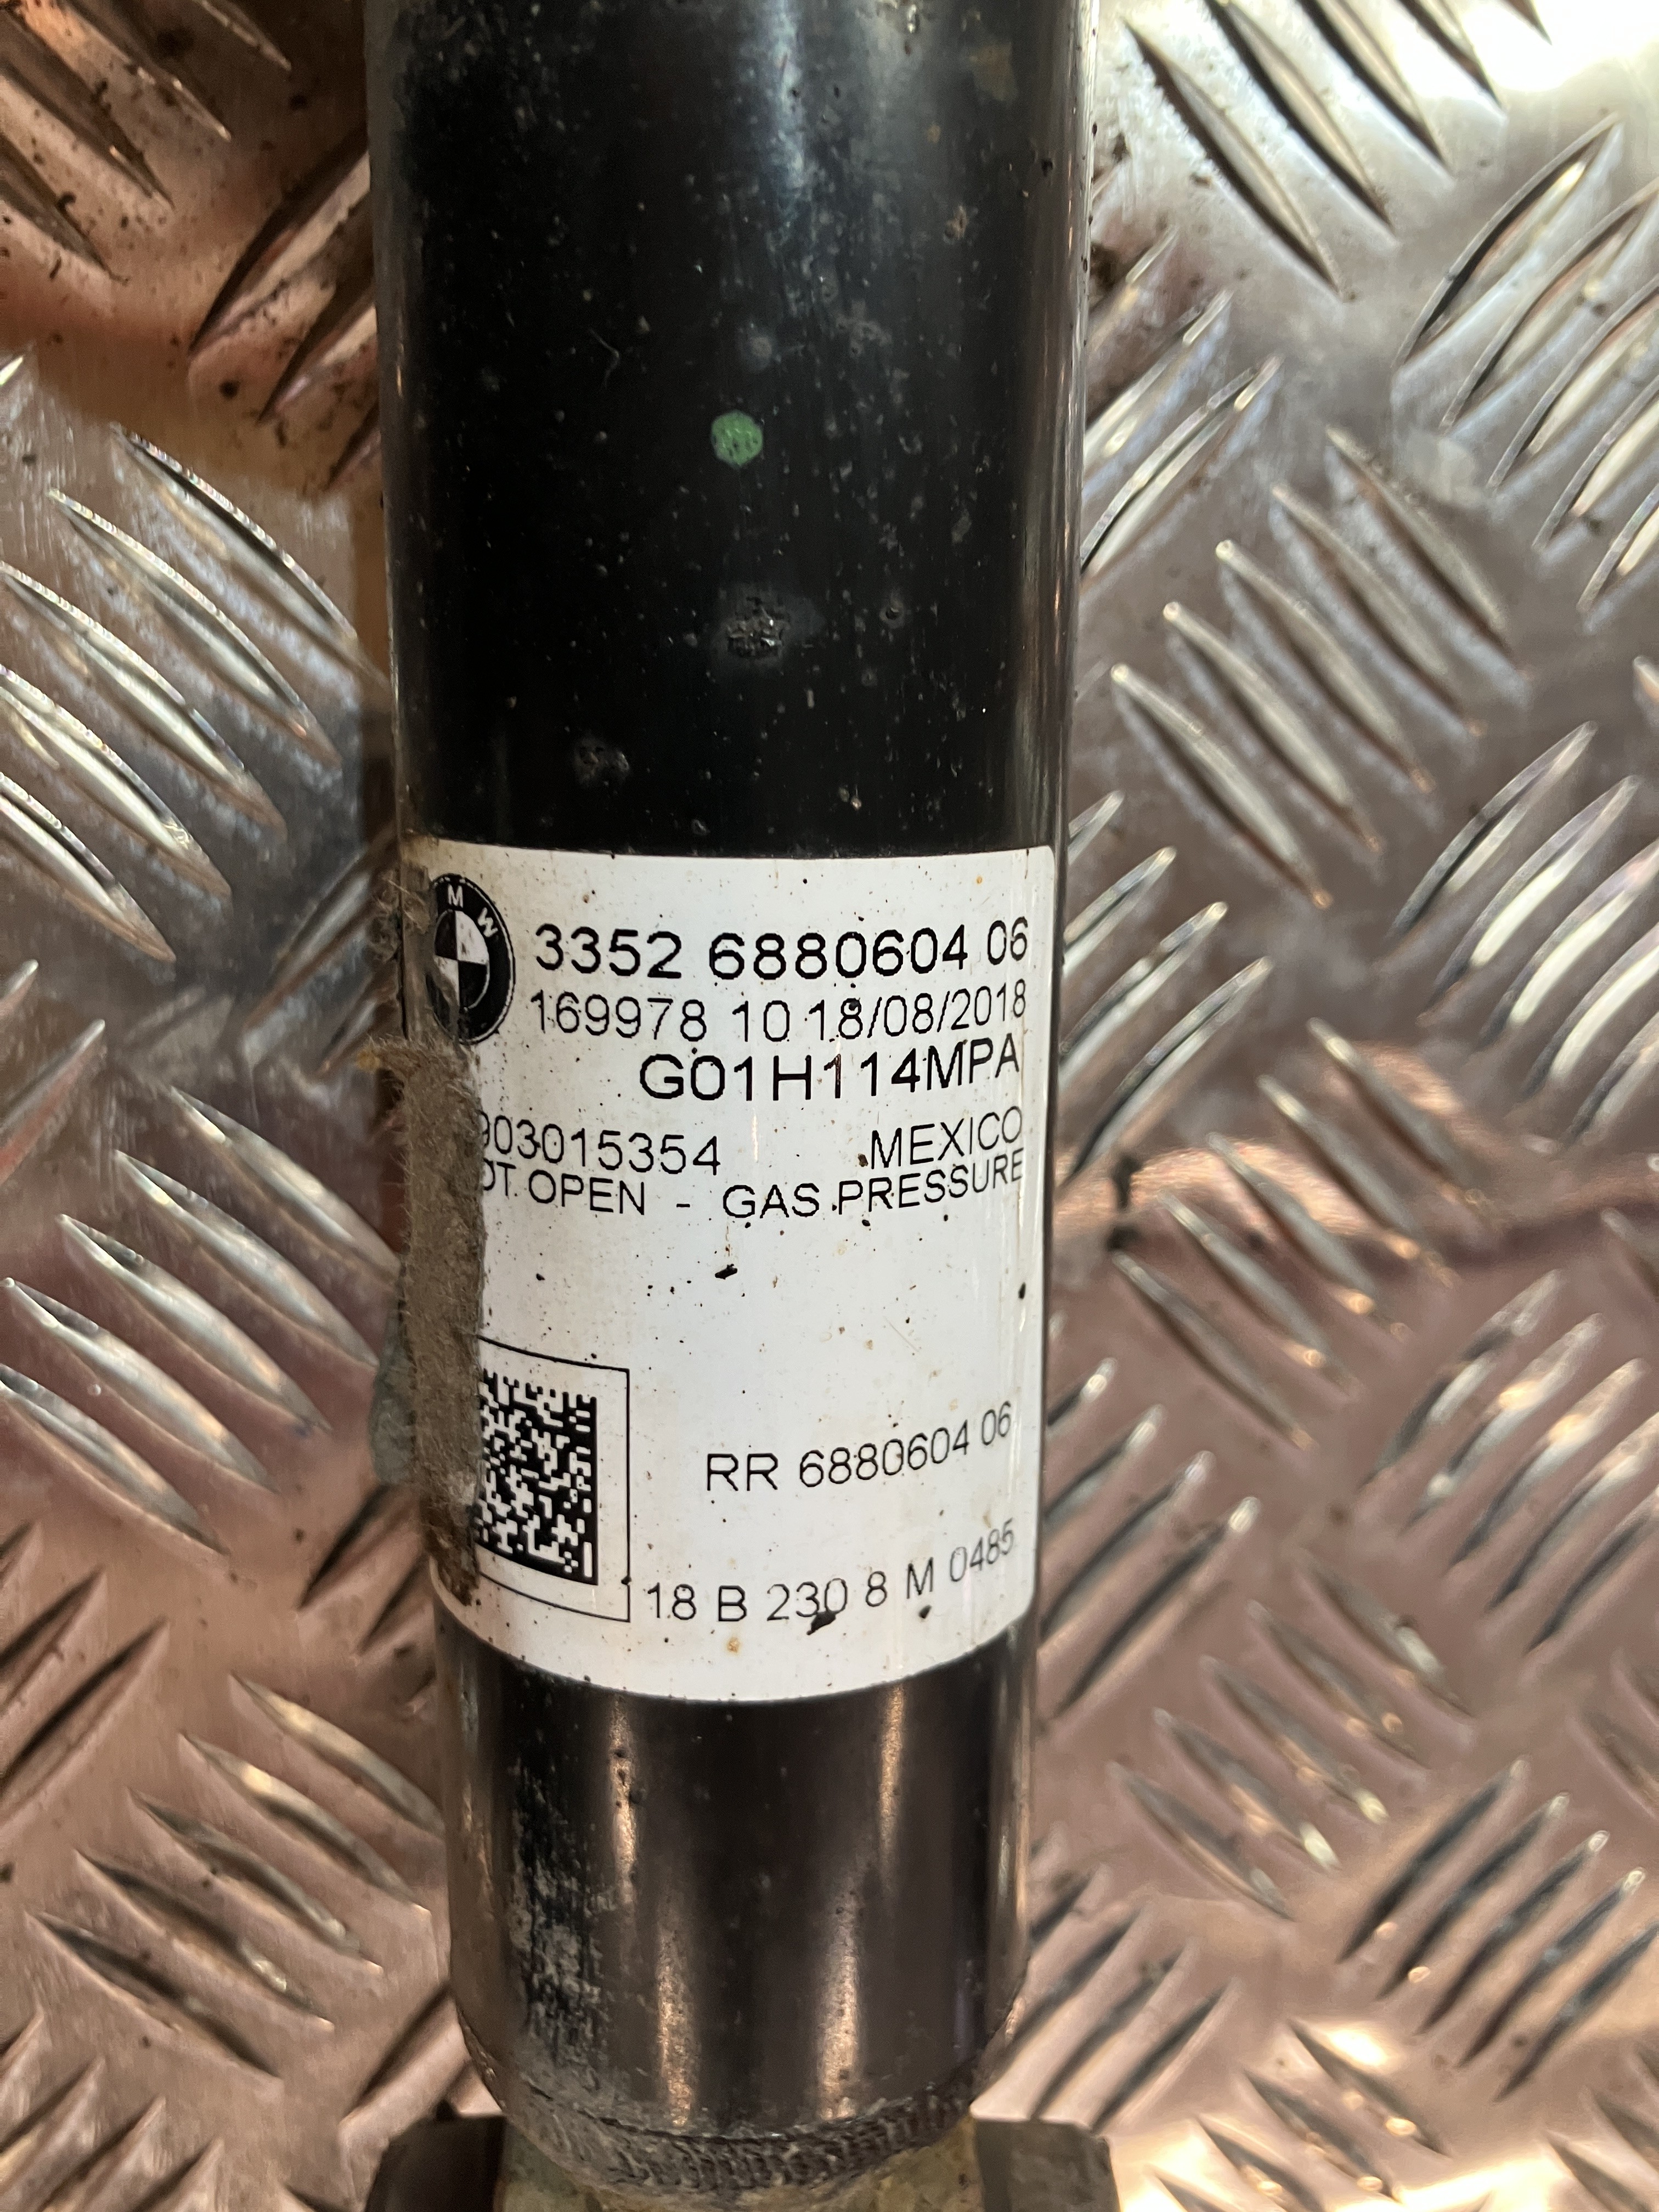 M W
3352 6880604 06
169978 10 18/08/2018
G01H114MPA
903015354 MEXICO
OT OPEN - GAS PRESSURE
RR 6880604 06
18 B 230 8 M 0485